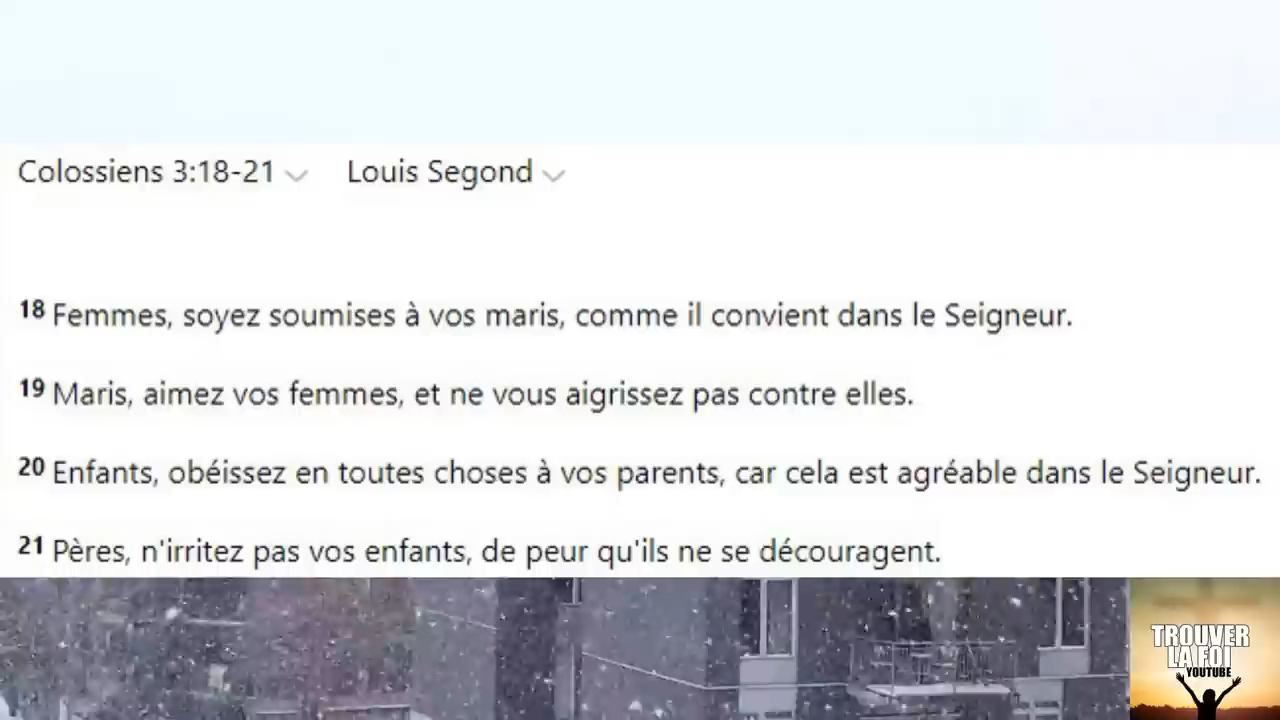 Colossiens 3:18-21 Louis Segond
18 Femmes, soyez soumises à vos maris, comme il convient dans le Seigneur.
19 Maris, aimez vos femmes, et ne vous aigrissez pas contre elles.
20 Enfants, obéissez en toutes choses à vos parents, car cela est agréable dans le Seigneur.
21 Pères, n'irritez pas vos enfants, de peur qu'ils ne se découragent.
TROUVER
LA FOI
YOUTUBE